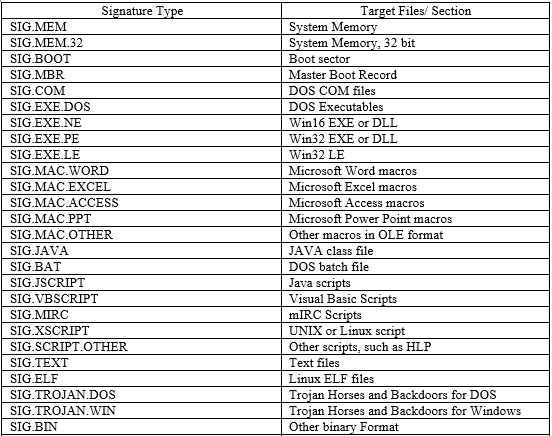 Signature Type Target Files/ Section
SIG.MEM System Memory
SIG.MEM.32 System Memory, 32 bit
SIG.BOOT Boot sector
SIG.MBR Master Boot Record
SIG.COM DOS COM files
SIG.EXE.DOS DOS Executables
SIG.EXE.NE Win16 EXE or DLL
SIG.EXE.PE Win32 EXE or DLL
SIG.EXE.LE Win32 LE
SIG.MAC.WORD Microsoft Word macros
SIG.MAC.EXCEL Microsoft Excel macros
SIG.MAC.ACCESS Microsoft Access macros
SIG.MAC.PPT Microsoft Power Point macros
SIG.MAC.OTHER Other macros in OLE format
SIG.JAVA JAVA class file
SIG.BAT DOS batch file
SIG.JSCRIPT Java scripts
SIG.VBSCRIPT Visual Basic Scripts
SIG.MIRC mIRC Scripts
SIG.XSCRIPT UNIX or Linux script
SIG.SCRIPT.OTHER Other scripts, such as HLP
SIG.TEXT Text files
SIG.ELF Linux ELF files
SIG.TROJAN.DOS Trojan Horses and Backdoors for DOS
SIG.TROJAN.WIN Trojan Horses and Backdoors for Windows
SIG.BIN Other binary Format